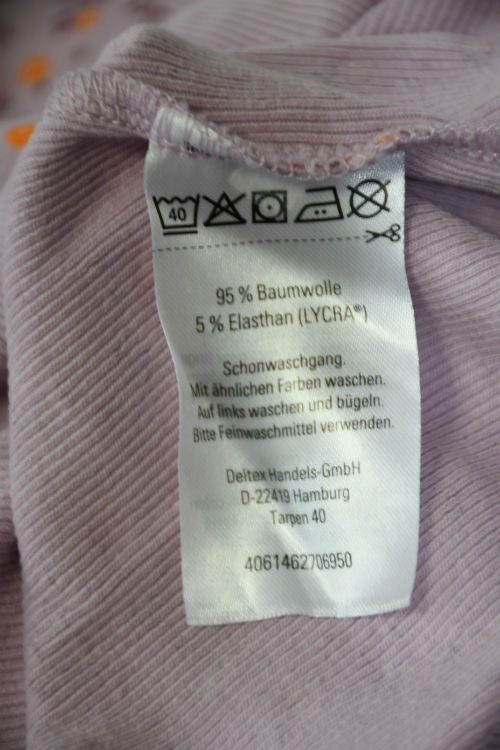 40
95 % Baumwolle
5 % Elasthan (LYCRA®)
Schonwaschgang.
Mit ähnlichen Farben waschen.
Auf links waschen und bügeln.
Bitte Feinwaschmittel verwenden.
Deltex Handels-GmbH
D-22419 Hamburg
Tarpen 40
4061462706950